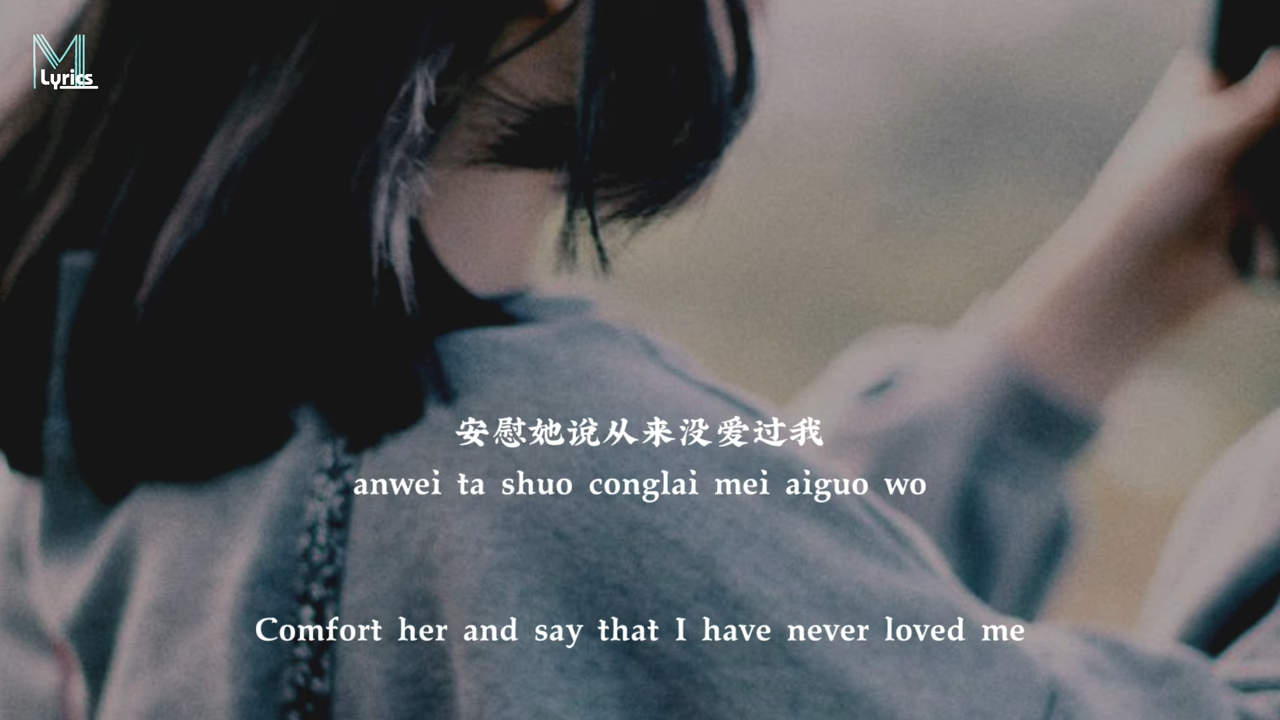 M
Lyrics
安慰她说从来没爱过我
anwei ta shuo conglai mei aiguo wo
Comfort her and say that I have never loved me